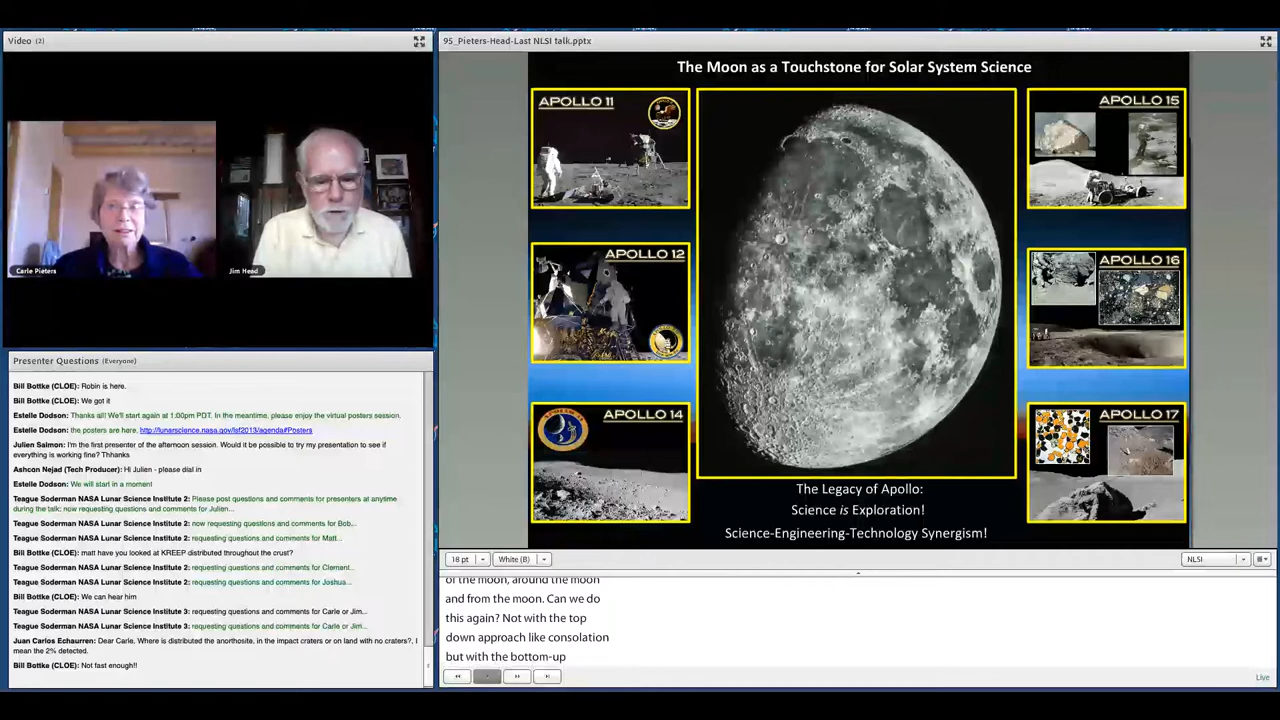 Video (2)
Carle Pieters
Jim Head
Presenter Questions (Everyone)
Bill Bottke (CLOE): Robin is here.
Bill Bottke (CLOE): We got it
Estelle Dodson: Thanks all! We'll start again at 1:00pm PDT. In the meantime, please enjoy the virtual posters session.
Estelle Dodson: the posters are here. http://lunarscience.nasa.gov/lsf2013/agenda#Posters
Julien Salmon: I'm the first presenter of the afternoon session. Would it be possible to try my presentation to see if
everything is working fine? Thhanks
Ashcon Nejad (Tech Producer): Hi Julien - please dial in
Estelle Dodson: We will start in a moment
Teague Soderman NASA Lunar Science Institute 2: Please post questions and comments for presenters at anytime
during the talk: now requesting questions and comments for Julien...
Teague Soderman NASA Lunar Science Institute 2: now requesting questions and comments for Bob...
Teague Soderman NASA Lunar Science Institute 2: requesting questions and comments for Matt...
Bill Bottke (CLOE): matt have you looked at KREEP distributed throughout the crust?
Teague Soderman NASA Lunar Science Institute 2: requesting questions and comments for Clement...
Teague Soderman NASA Lunar Science Institute 2: requesting questions and comments for Joshua...
Bill Bottke (CLOE): We can hear him
Teague Soderman NASA Lunar Science Institute 3: requesting questions and comments for Carle or Jim...
Teague Soderman NASA Lunar Science Institute 3: requesting questions and comments for Carle or Jim...
Juan Carlos Echaurren: Dear Carle, Where is distributed the anorthosite, in the impact craters or on land with no craters?, I
mean the 2% detected.
Bill Bottke (CLOE): Not fast enough!!
95_Pieters-Head-Last NLSI talk.pptx
The Moon as a Touchstone for Solar System Science
APOLLO 11
APOLLO 12
APOLLO 14
APOLLO 15
APOLLO 16
APOLLO 17
The Legacy of Apollo:
Science is Exploration!
Science-Engineering-Technology Synergism!
18 pt
White (B)
NLSI
of the moon, around the moon
and from the moon. Can we do
this again? Not with the top
down approach like consolation
but with the bottom-up
Live